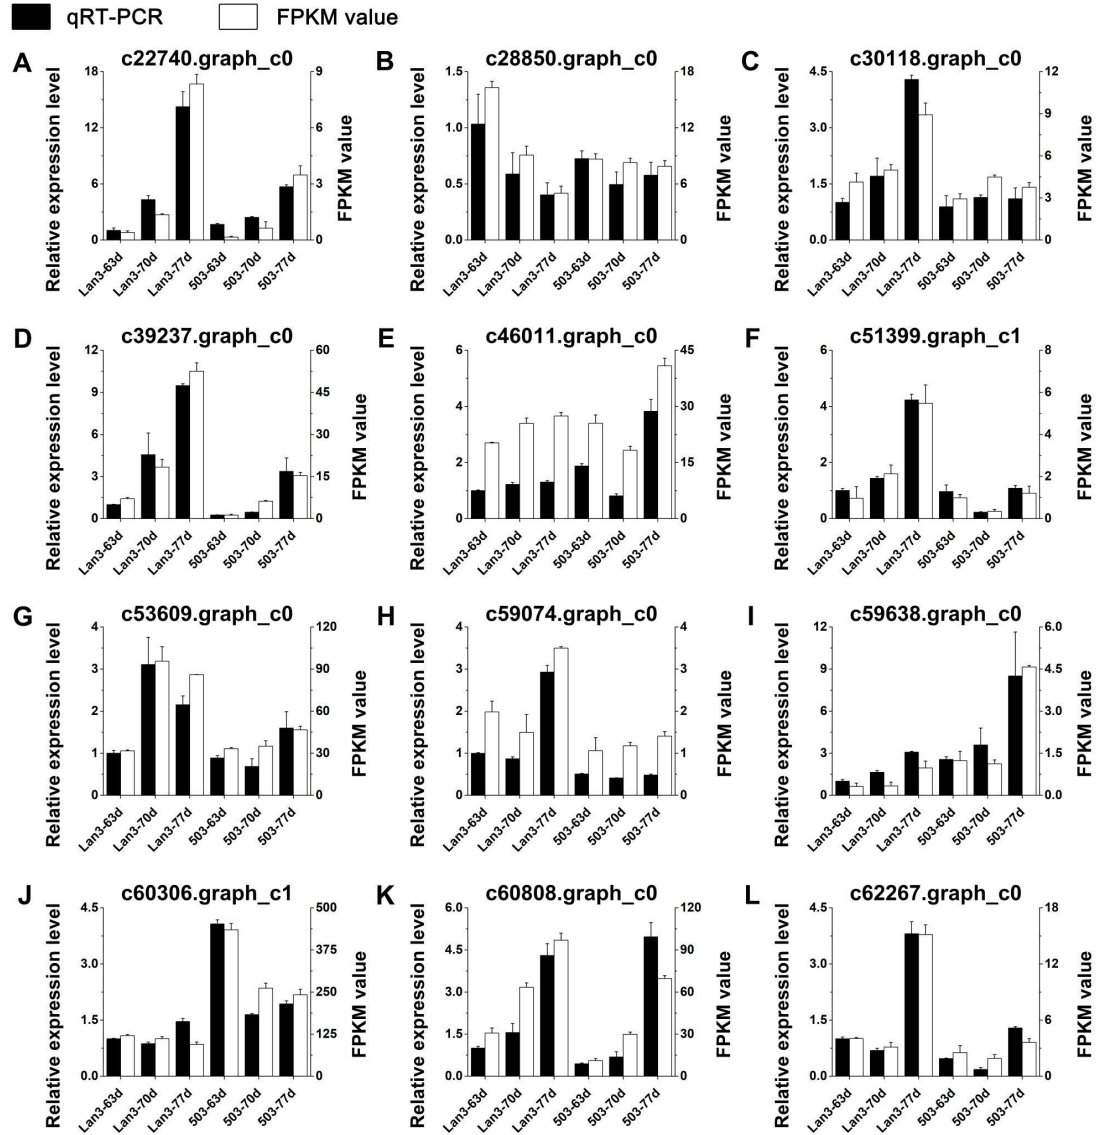 qRT-PCR FPKM value
A c22740.graph_c0
Relative expression level
18
12
6
0
9
6
3
0
FPKM value
Lan3-63d Lan3-70d Lan3-77d 503-63d 503-70d 503-77d
B c28850.graph_c0
Relative expression level
1.5
1.0
0.5
0.0
18
12
6
0
FPKM value
Lan3-63d Lan3-70d Lan3-77d 503-63d 503-70d 503-77d
C c30118.graph_c0
Relative expression level
4.5
3.0
1.5
0.0
12
9
6
3
0
FPKM value
Lan3-63d Lan3-70d Lan3-77d 503-63d 503-70d 503-77d
D c39237.graph_c0
Relative expression level
12
9
6
3
0
60
45
30
15
0
FPKM value
Lan3-63d Lan3-70d Lan3-77d 503-63d 503-70d 503-77d
E c46011.graph_c0
Relative expression level
6
4
2
0
45
30
15
0
FPKM value
Lan3-63d Lan3-70d Lan3-77d 503-63d 503-70d 503-77d
F c51399.graph_c1
Relative expression level
6
4
2
0
8
6
4
2
0
FPKM value
Lan3-63d Lan3-70d Lan3-77d 503-63d 503-70d 503-77d
G c53609.graph_c0
Relative expression level
4
3
2
1
0
120
90
60
30
0
FPKM value
Lan3-63d Lan3-70d Lan3-77d 503-63d 503-70d 503-77d
H c59074.graph_c0
Relative expression level
4
3
2
1
0
4
3
2
1
0
FPKM value
Lan3-63d Lan3-70d Lan3-77d 503-63d 503-70d 503-77d
I c59638.graph_c0
Relative expression level
12
9
6
3
0
6.0
4.5
3.0
1.5
0.0
FPKM value
Lan3-63d Lan3-70d Lan3-77d 503-63d 503-70d 503-77d
J c60306.graph_c1
Relative expression level
4.5
3.0
1.5
0.0
500
375
250
125
0
FPKM value
Lan3-63d Lan3-70d Lan3-77d 503-63d 503-70d 503-77d
K c60808.graph_c0
Relative expression level
6.0
4.5
3.0
1.5
0.0
120
90
60
30
0
FPKM value
Lan3-63d Lan3-70d Lan3-77d 503-63d 503-70d 503-77d
L c62267.graph_c0
Relative expression level
4.5
3.0
1.5
0.0
18
12
6
0
FPKM value
Lan3-63d Lan3-70d Lan3-77d 503-63d 503-70d 503-77d